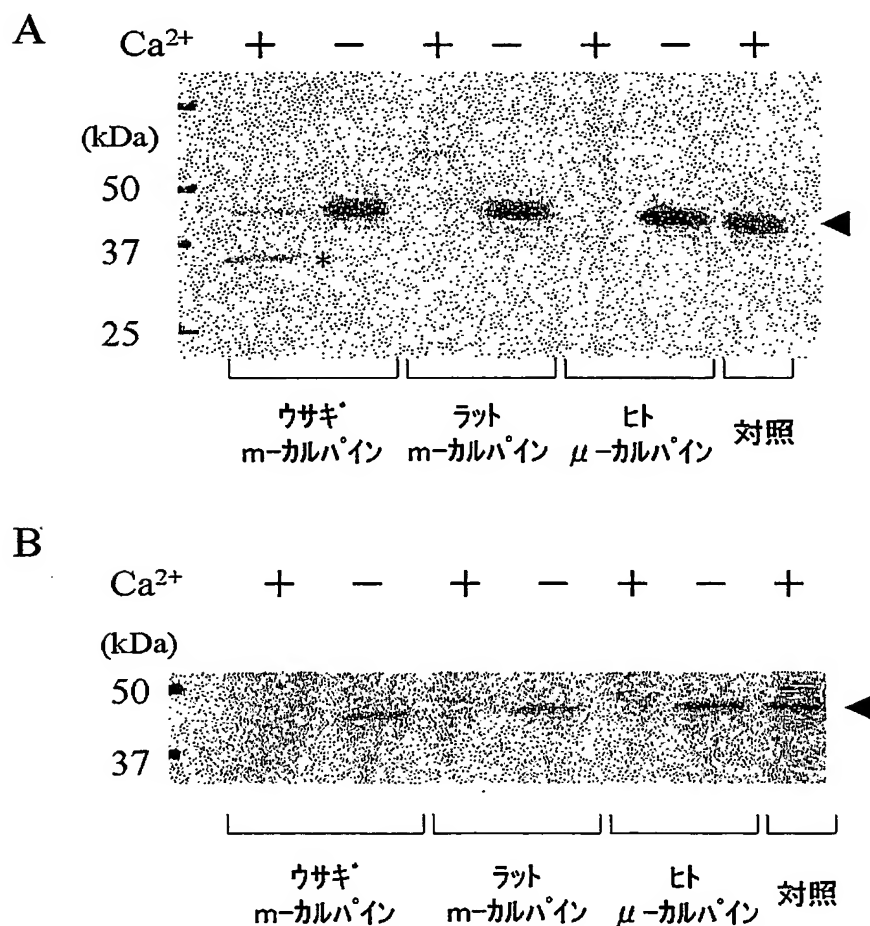 A
Ca²⁺ + − + − + − +
(kDa)
50
37 *
25
ウサギ ラット ヒト 対照
m-カルパイン m-カルパイン μ-カルパイン
B
Ca²⁺ + − + − + − +
(kDa)
50
37
ウサギ ラット ヒト 対照
m-カルパイン m-カルパイン μ-カルパイン